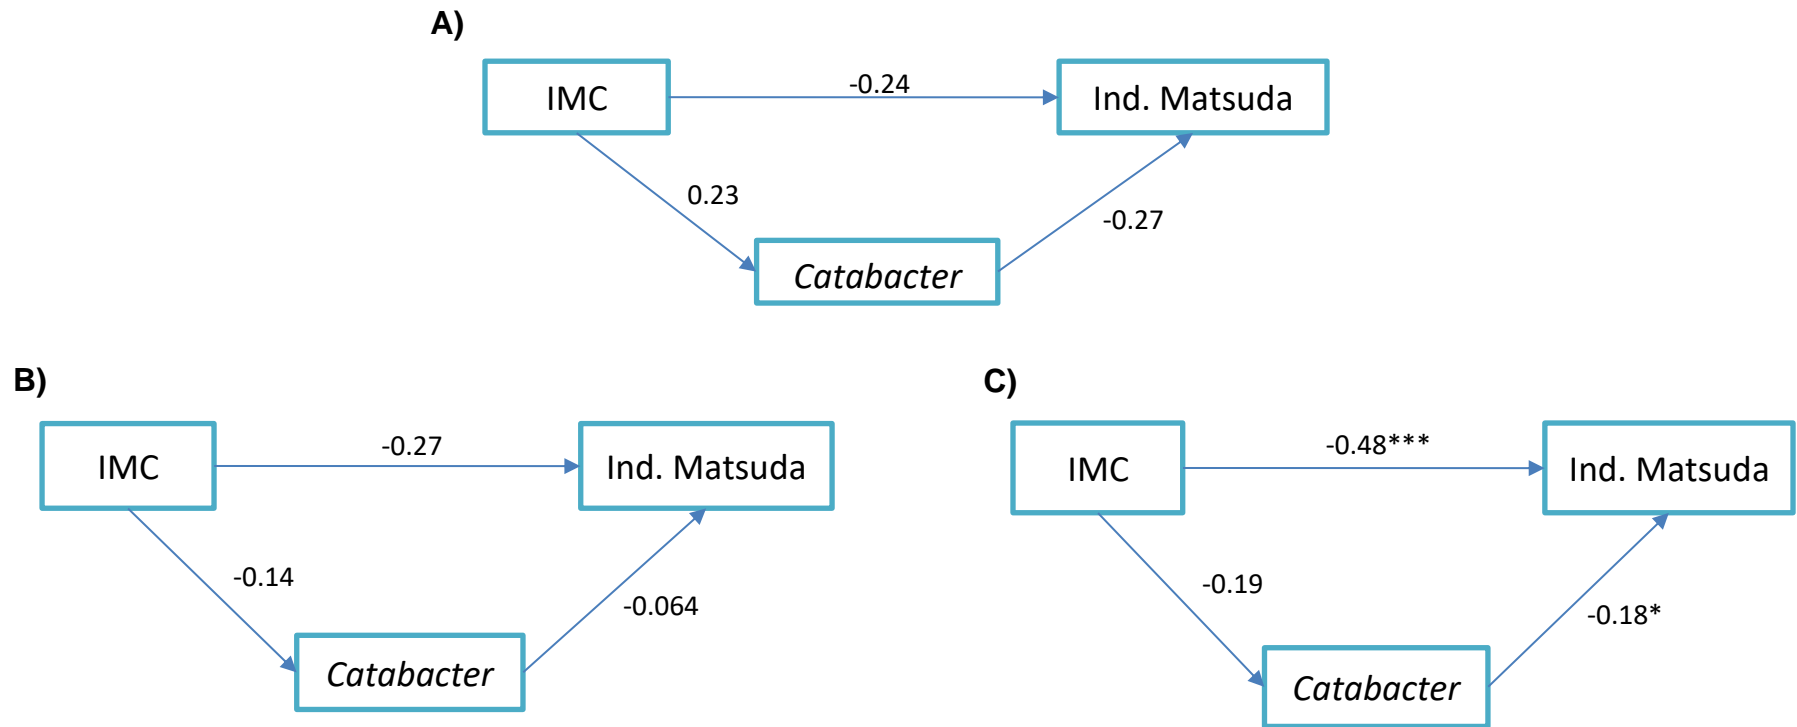 A)
IMC
-0.24
Ind. Matsuda
0.23
-0.27
Catabacter
B)
IMC
-0.27
Ind. Matsuda
-0.14
-0.064
Catabacter
C)
IMC
-0.48***
Ind. Matsuda
-0.19
-0.18*
Catabacter